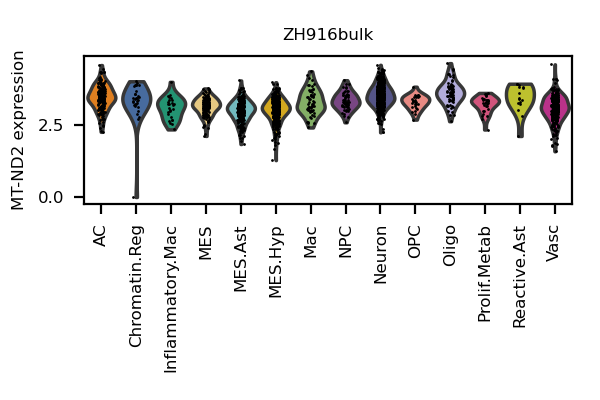 ZH916bulk
MT-ND2 expression
2.5
0.0
AC
Chromatin.Reg
Inflammatory.Mac
MES
MES.Ast
MES.Hyp
Mac
NPC
Neuron
OPC
Oligo
Prolif.Metab
Reactive.Ast
Vasc